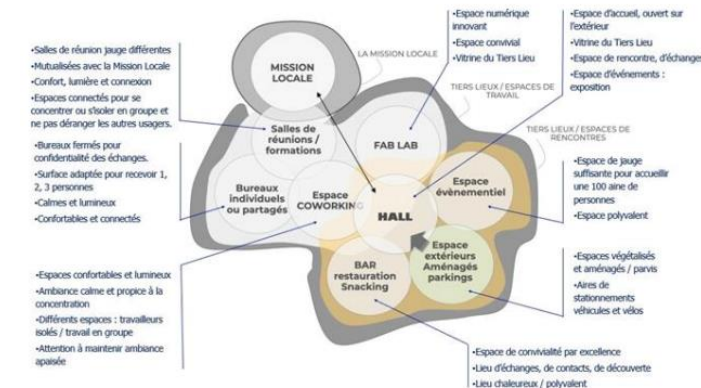 •Espace numérique
innovant
•Espace convivial
•Vitrine du Tiers Lieu
•Espace d'accueil, ouvert sur
l'extérieur
•Vitrine du Tiers Lieu
•Espace de rencontre, d'échanges
•Espace d'événements :
exposition
•Salles de réunion jauge différentes
•Mutualisées avec la Mission Locale
•Confort, lumière et connexion
•Espaces connectés pour se
concentrer ou s'isoler en groupe et
ne pas déranger les autres usagers.
LA MISSION LOCALE
MISSION
LOCALE
TIERS LIEUX / ESPACES DE
TRAVAIL
TIERS LIEUX / ESPACES DE
RENCONTRES
Salles de
réunions /
formations
FAB LAB
•Bureaux fermés pour
confidentialité des échanges.
•Surface adaptée pour recevoir 1,
2, 3 personnes
•Calmes et lumineux
•Confortables et connectés
Bureaux
individuels
ou partagés
Espace
COWORKING
HALL
Espace
évènementiel
•Espace de jauge
suffisante pour accueillir
une 100 aine de
personnes
•Espace polyvalent
Espace
extérieurs
Aménagés
parkings
BAR
restauration
Snacking
•Espaces végétalisés
et aménagés / parvis
•Aires de
stationnements
véhicules et vélos
•Espaces confortables et lumineux
•Ambiance calme et propice à la
concentration
•Différents espaces : travailleurs
isolés / travail en groupe
•Attention à maintenir ambiance
apaisée
•Espace de convivialité par excellence
•Lieu d'échanges, de contacts, de découverte
•Lieu chaleureux / polyvalent